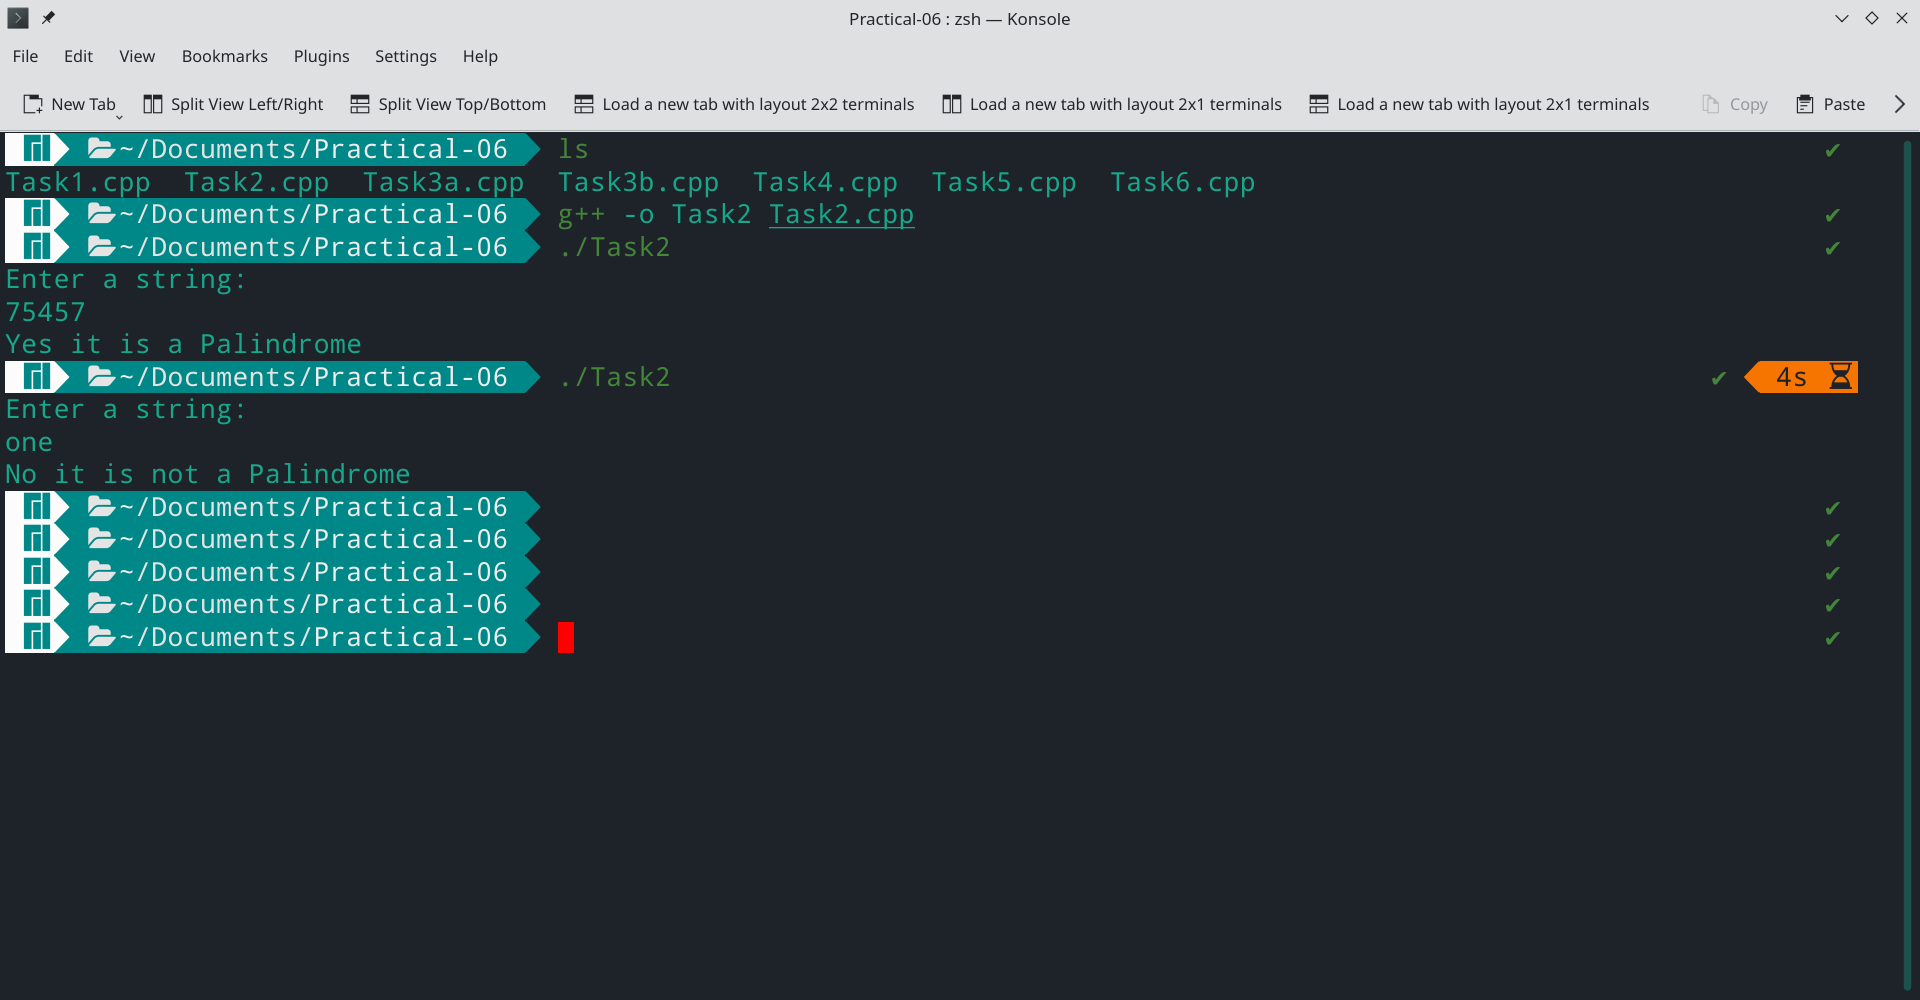 Practical-06 : zsh — Konsole
File Edit View Bookmarks Plugins Settings Help
New Tab Split View Left/Right Split View Top/Bottom Load a new tab with layout 2x2 terminals Load a new tab with layout 2x1 terminals Load a new tab with layout 2x1 terminals Copy Paste
~/Documents/Practical-06 ls ✔
Task1.cpp Task2.cpp Task3a.cpp Task3b.cpp Task4.cpp Task5.cpp Task6.cpp
~/Documents/Practical-06 g++ -o Task2 Task2.cpp ✔
~/Documents/Practical-06 ./Task2 ✔
Enter a string:
75457
Yes it is a Palindrome
~/Documents/Practical-06 ./Task2 ✔ 4s
Enter a string:
one
No it is not a Palindrome
~/Documents/Practical-06 ✔
~/Documents/Practical-06 ✔
~/Documents/Practical-06 ✔
~/Documents/Practical-06 ✔
~/Documents/Practical-06 ✔